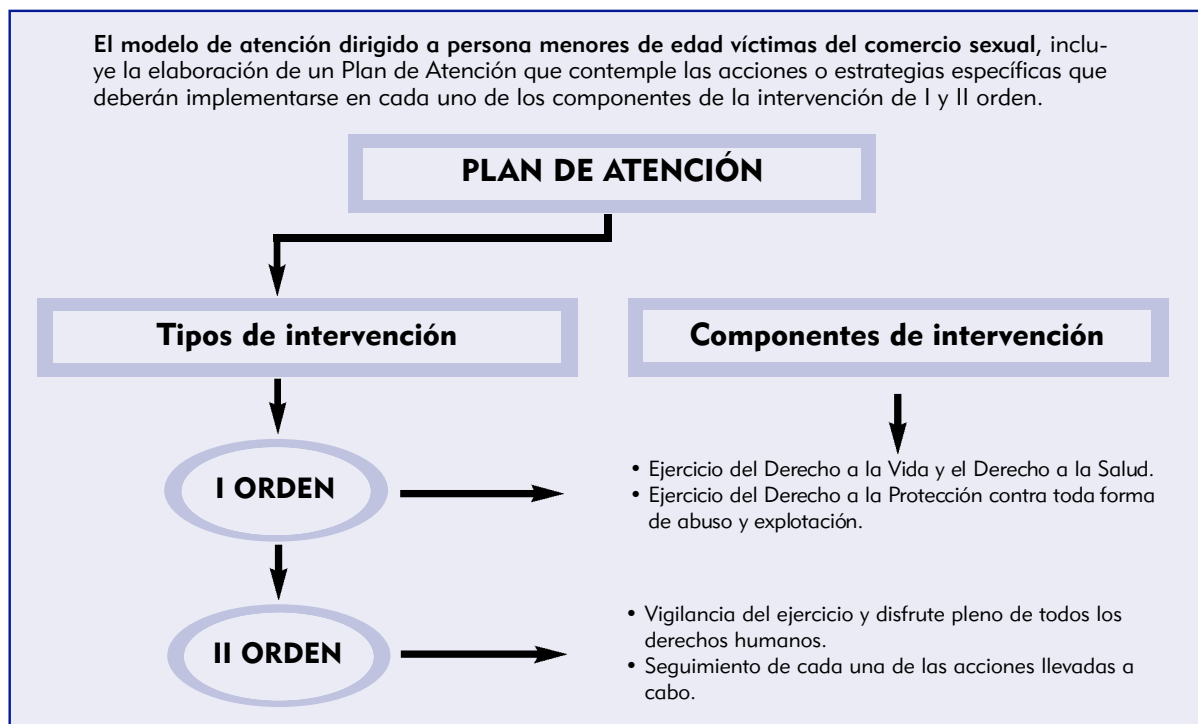 El modelo de atención dirigido a persona menores de edad víctimas del comercio sexual, inclu-
ye la elaboración de un Plan de Atención que contemple las acciones o estrategias específicas que
deberán implementarse en cada uno de los componentes de la intervención de I y II orden.
PLAN DE ATENCIÓN
Tipos de intervención
Componentes de intervención
I ORDEN
• Ejercicio del Derecho a la Vida y el Derecho a la Salud.
• Ejercicio del Derecho a la Protección contra toda forma
de abuso y explotación.
II ORDEN
• Vigilancia del ejercicio y disfrute pleno de todos los
derechos humanos.
• Seguimiento de cada una de las acciones llevadas a
cabo.